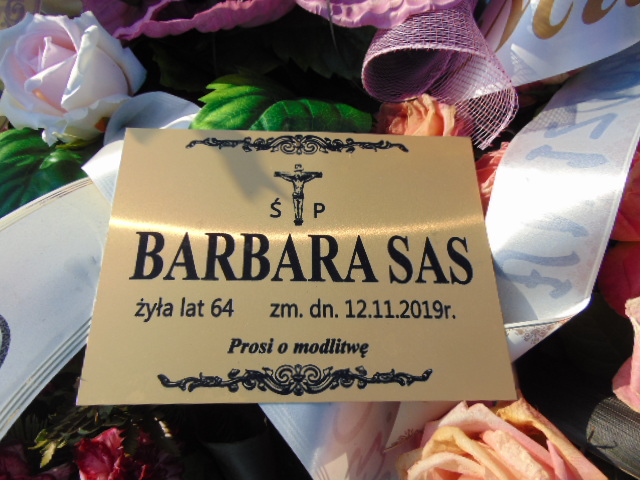 Ś P
BARBARA SAS
żyła lat 64 zm. dn. 12.11.2019r.
Prosi o modlitwę